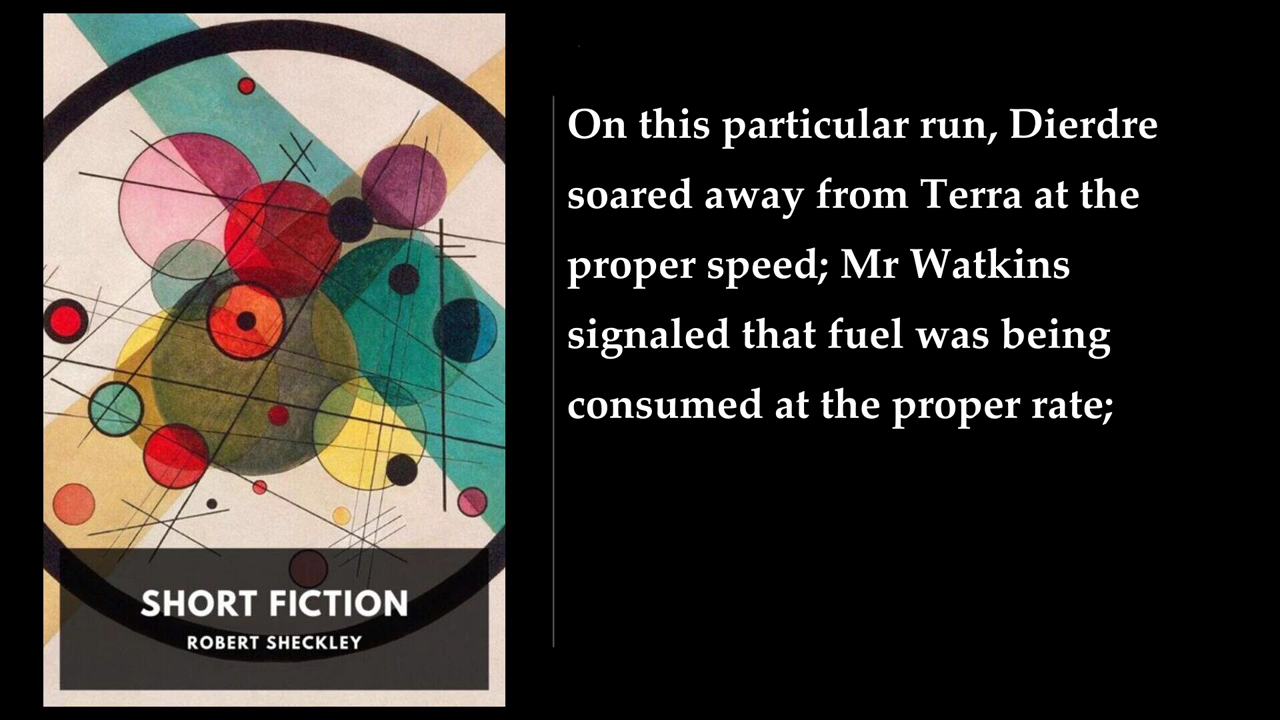 SHORT FICTION
ROBERT SHECKLEY
On this particular run, Dierdre
soared away from Terra at the
proper speed; Mr Watkins
signaled that fuel was being
consumed at the proper rate;